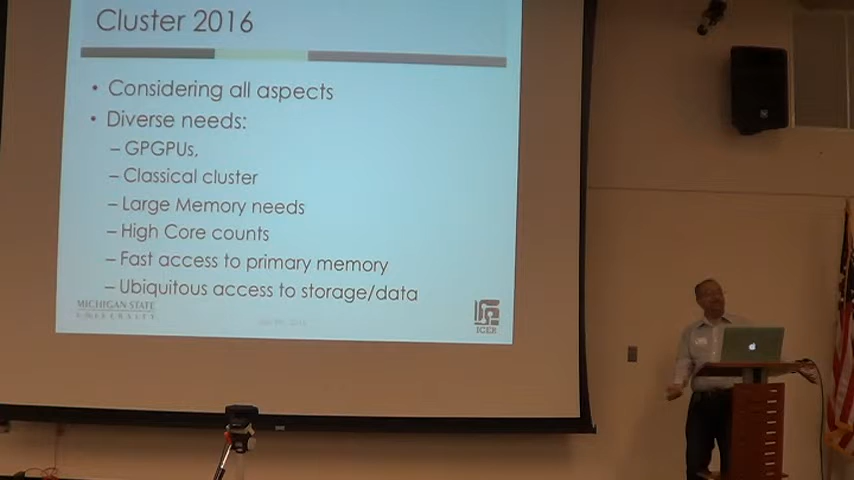 Cluster 2016
• Considering all aspects
• Diverse needs:
– GPGPUs,
– Classical cluster
– Large Memory needs
– High Core counts
– Fast access to primary memory
– Ubiquitous access to storage/data
MICHIGAN STATE
UNIVERSITY
ICER